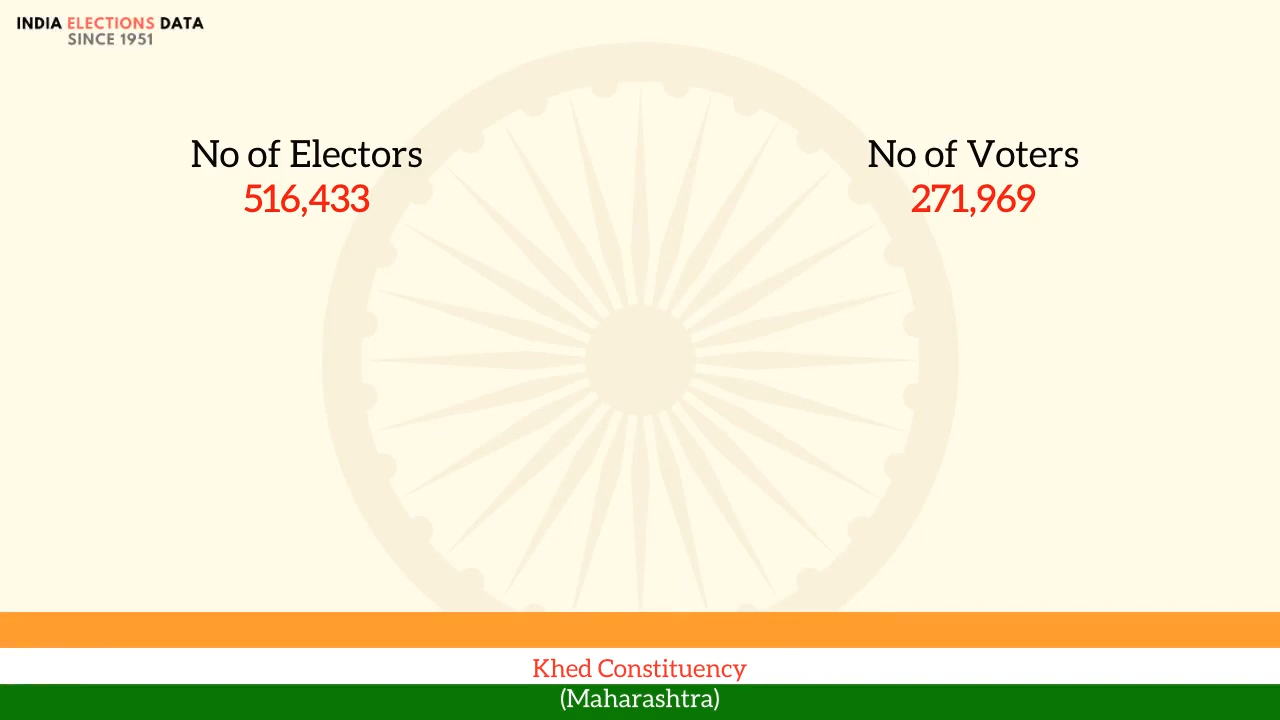 INDIA ELECTIONS DATA
SINCE 1951
No of Electors
516,433
No of Voters
271,969
Khed Constituency
(Maharashtra)